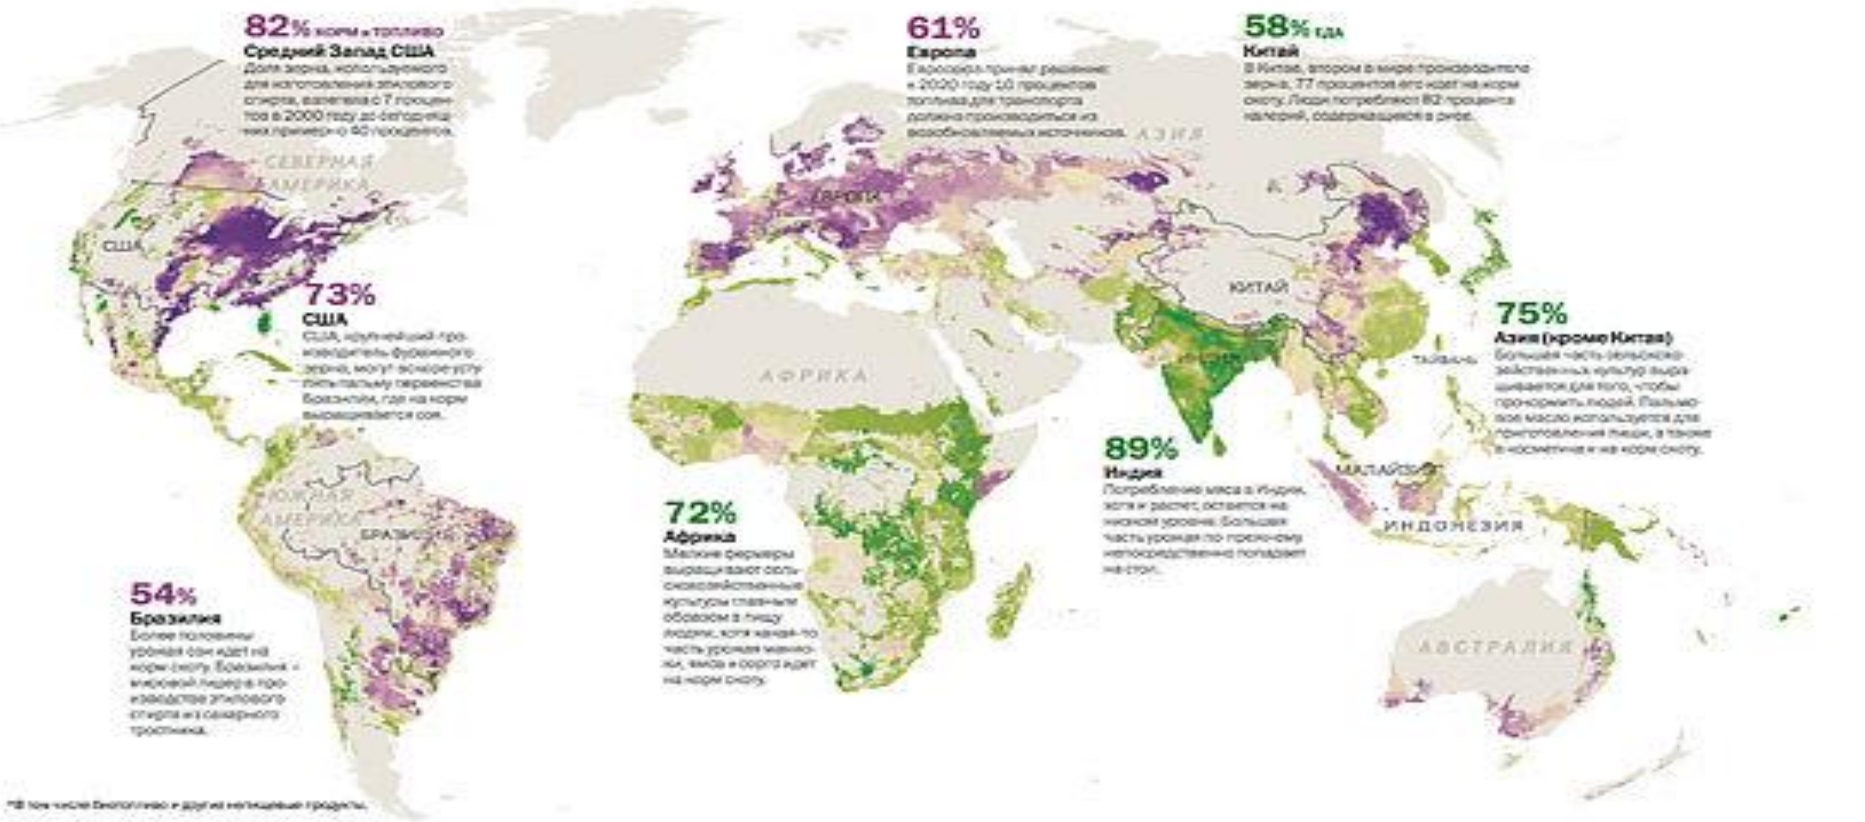 82% КОРМ и ТОПЛИВО
Средний Запад США
Доля зерна, используемого
для изготовления этилового
спирта, взлетела с 7 процен-
тов в 2000 году до сегодняш-
них примерно 40 процентов.
61%
Европа
Евросоюз принял решение:
к 2020 году 10 процентов
топлива для транспорта
должно производиться из
возобновляемых источников.
58% ЕДА
Китай
В Китае, втором в мире производителе
зерна, 77 процентов его идет на корм
скоту. Люди потребляют 82 процента
калорий, содержащихся в рисе.
АЗИЯ
СЕВЕРНАЯ
АМЕРИКА
ЕВРОПА
США
73%
США
США, крупнейший про-
изводитель фуражного
зерна, могут вскоре усту-
пить пальму первенства
Бразилии, где на корм
выращивается соя.
КИТАЙ
75%
Азия (кроме Китая)
Большая часть сельскохо-
зяйственных культур выра-
щивается для того, чтобы
прокормить людей. Пальмо-
вое масло используется для
приготовления пищи, а также
в косметике и на корм скоту.
ТАЙВАНЬ
ИНДИЯ
АФРИКА
89%
Индия
Потребление мяса в Индии,
хотя и растет, остается на
низком уровне. Большая
часть урожая по-прежнему
непосредственно попадает
на стол.
МАЛАЙЗИЯ
ИНДОНЕЗИЯ
ЮЖНАЯ
АМЕРИКА
БРАЗИЛИЯ
72%
Африка
Мелкие фермеры
выращивают сель-
скохозяйственные
культуры главным
образом в пищу
людям, хотя какая-то
часть урожая манио-
ки, ямса и сорго идет
на корм скоту.
54%
Бразилия
Более половины
урожая сои идет на
корм скоту. Бразилия –
мировой лидер в про-
изводстве этилового
спирта из сахарного
тростника.
АВСТРАЛИЯ
*В том числе биотопливо и другие непищевые продукты.